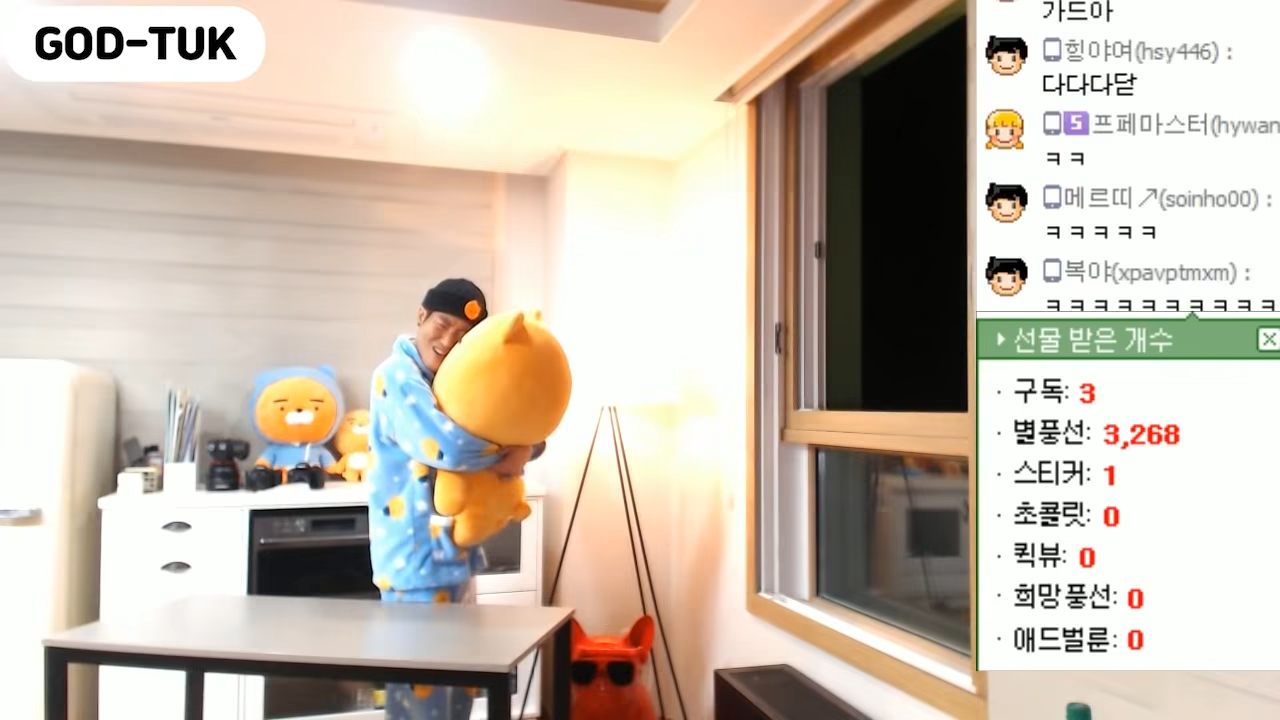 GOD-TUK
가드아
힝야여(hsy446) :
다다다닫
5 프페마스터(hywan
ㅋㅋ
메르띠↗(soinho00) :
ㅋㅋㅋㅋㅋ
복야(xpavptmxm) :
ㅋㅋㅋㅋㅋㅋㅋㅋㅋㅋ
선물 받은 개수
· 구독: 3
· 별풍선: 3,268
· 스티커: 1
· 초콜릿: 0
· 퀵뷰: 0
· 희망풍선: 0
· 애드벌룬: 0